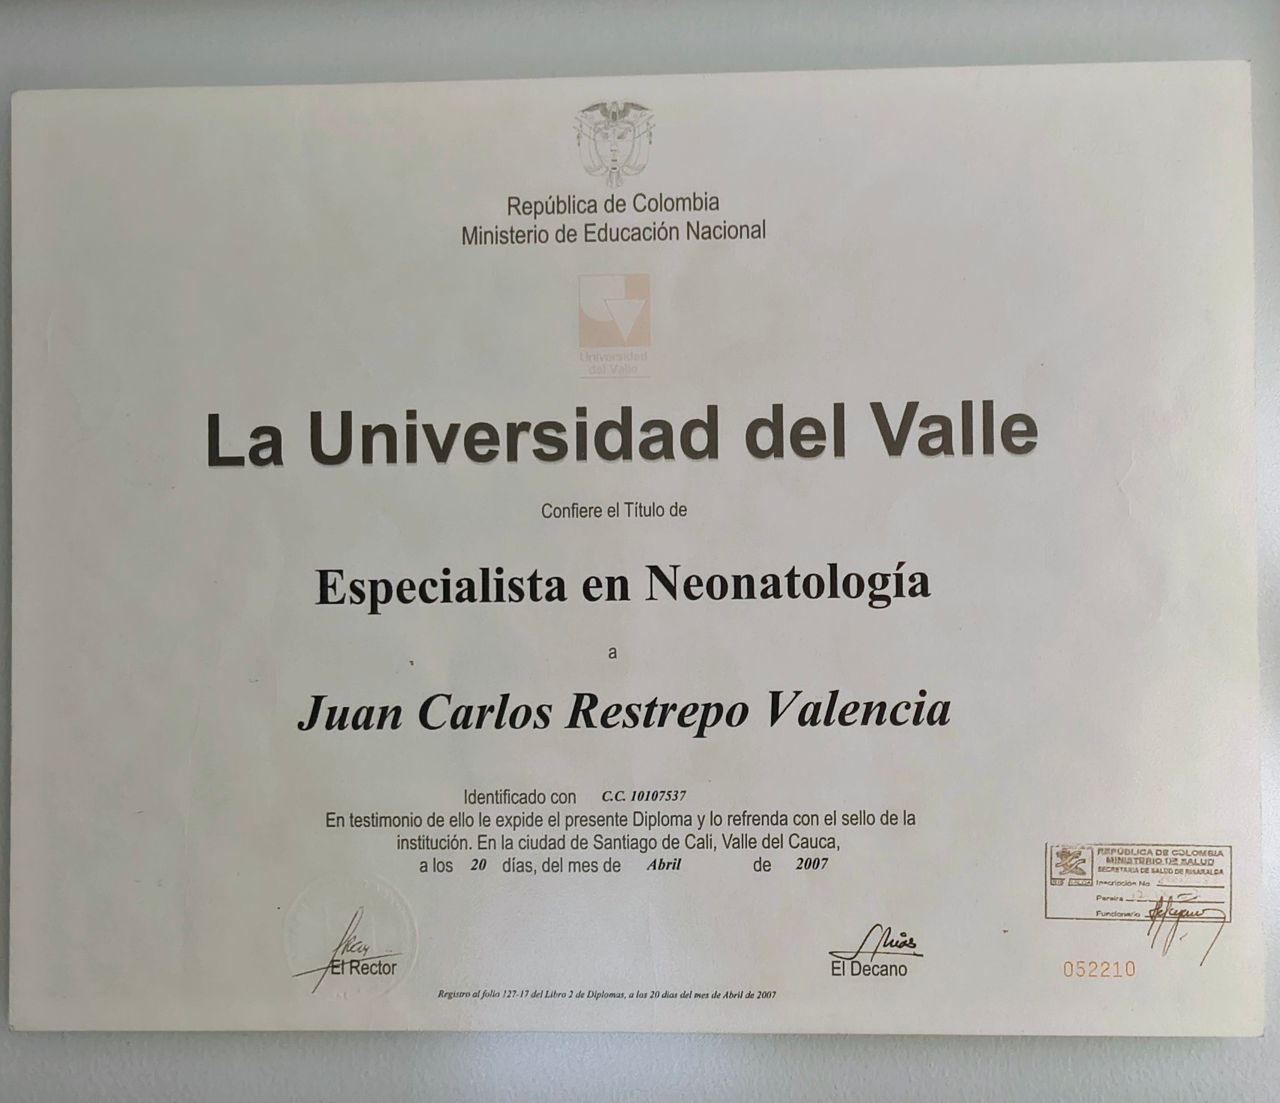 República de Colombia
Ministerio de Educación Nacional
Universidad
del Valle
La Universidad del Valle
Confiere el Título de
Especialista en Neonatología
a
Juan Carlos Restrepo Valencia
Identificado con C.C. 10107537
En testimonio de ello le expide el presente Diploma y lo refrenda con el sello de la
institución. En la ciudad de Santiago de Cali, Valle del Cauca,
a los 20 días, del mes de Abril de 2007
REPÚBLICA DE COLOMBIA
MINISTERIO DE SALUD
SECRETARIA DE SALUD DE RISARALDA
Inscripción No
Pereira
Funcionario
El Rector
El Decano
052210
Registro al folio 127-17 del Libro 2 de Diplomas, a los 20 dias del mes de Abril de 2007